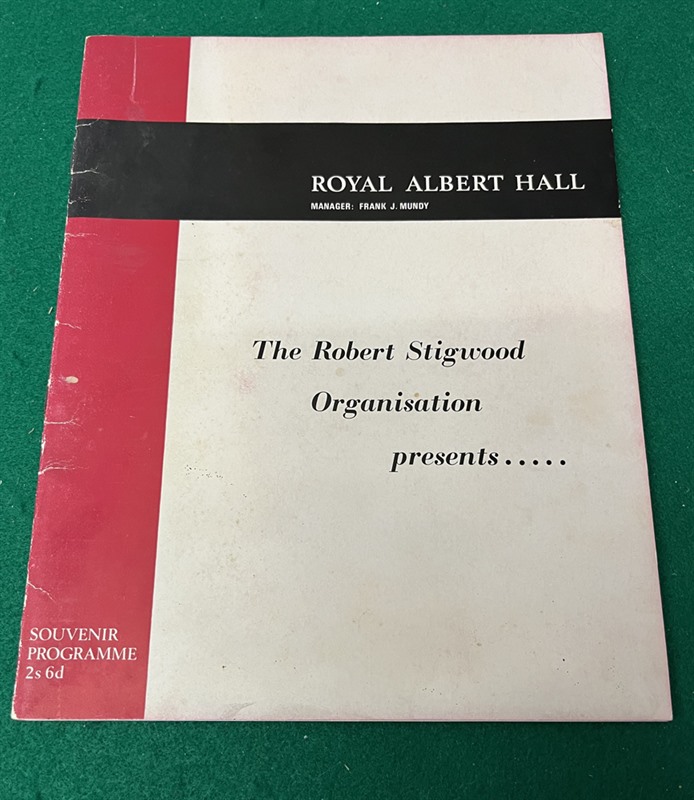 ROYAL ALBERT HALL
MANAGER: FRANK J. MUNDY
The Robert Stigwood
Organisation
presents.....
SOUVENIR
PROGRAMME
2s 6d